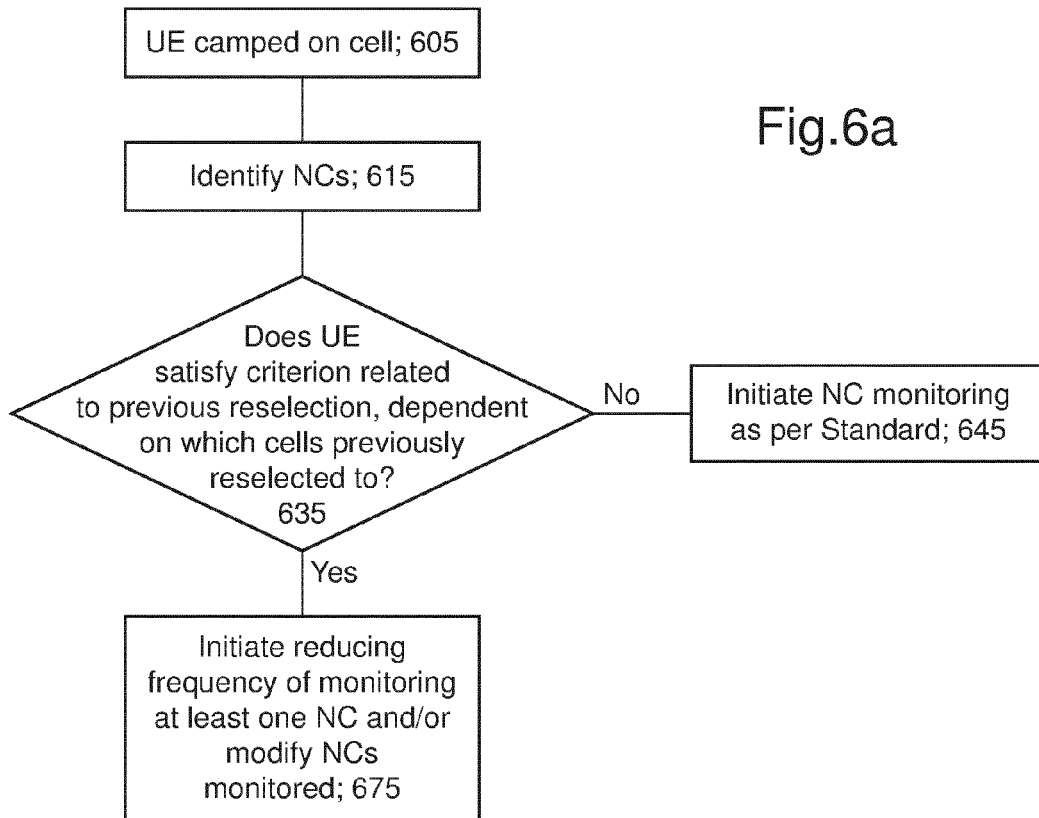 UE camped on cell; 605
Fig.6a
Identify NCs; 615
Does UE
satisfy criterion related
to previous reselection, dependent
on which cells previously
reselected to?
635
No
Initiate NC monitoring
as per Standard; 645
Yes
Initiate reducing
frequency of monitoring
at least one NC and/or
modify NCs
monitored; 675